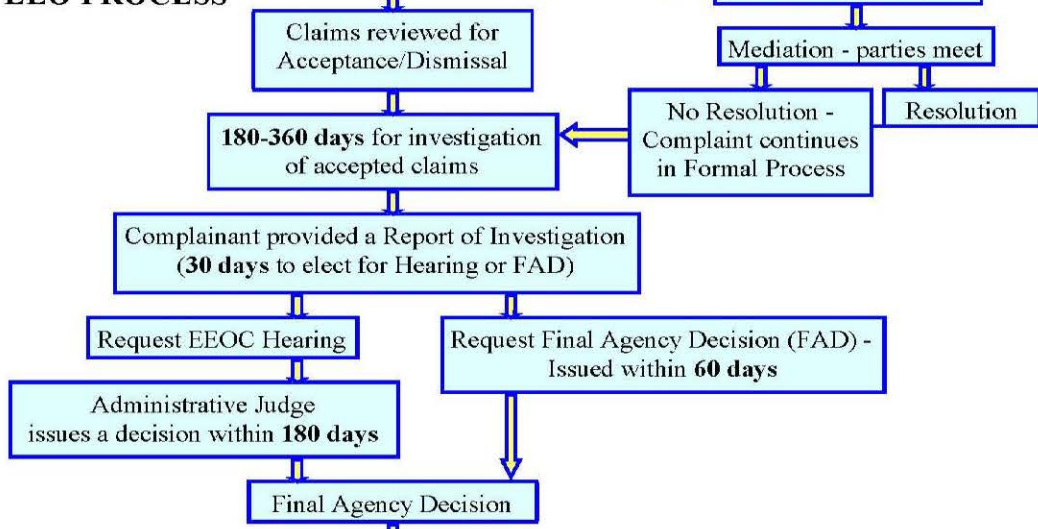 EEO PROCESS
Claims reviewed for
Acceptance/Dismissal
Mediation - parties meet
No Resolution -
Complaint continues
in Formal Process
Resolution
180-360 days for investigation
of accepted claims
Complainant provided a Report of Investigation
(30 days to elect for Hearing or FAD)
Request EEOC Hearing
Request Final Agency Decision (FAD) -
Issued within 60 days
Administrative Judge
issues a decision within 180 days
Final Agency Decision